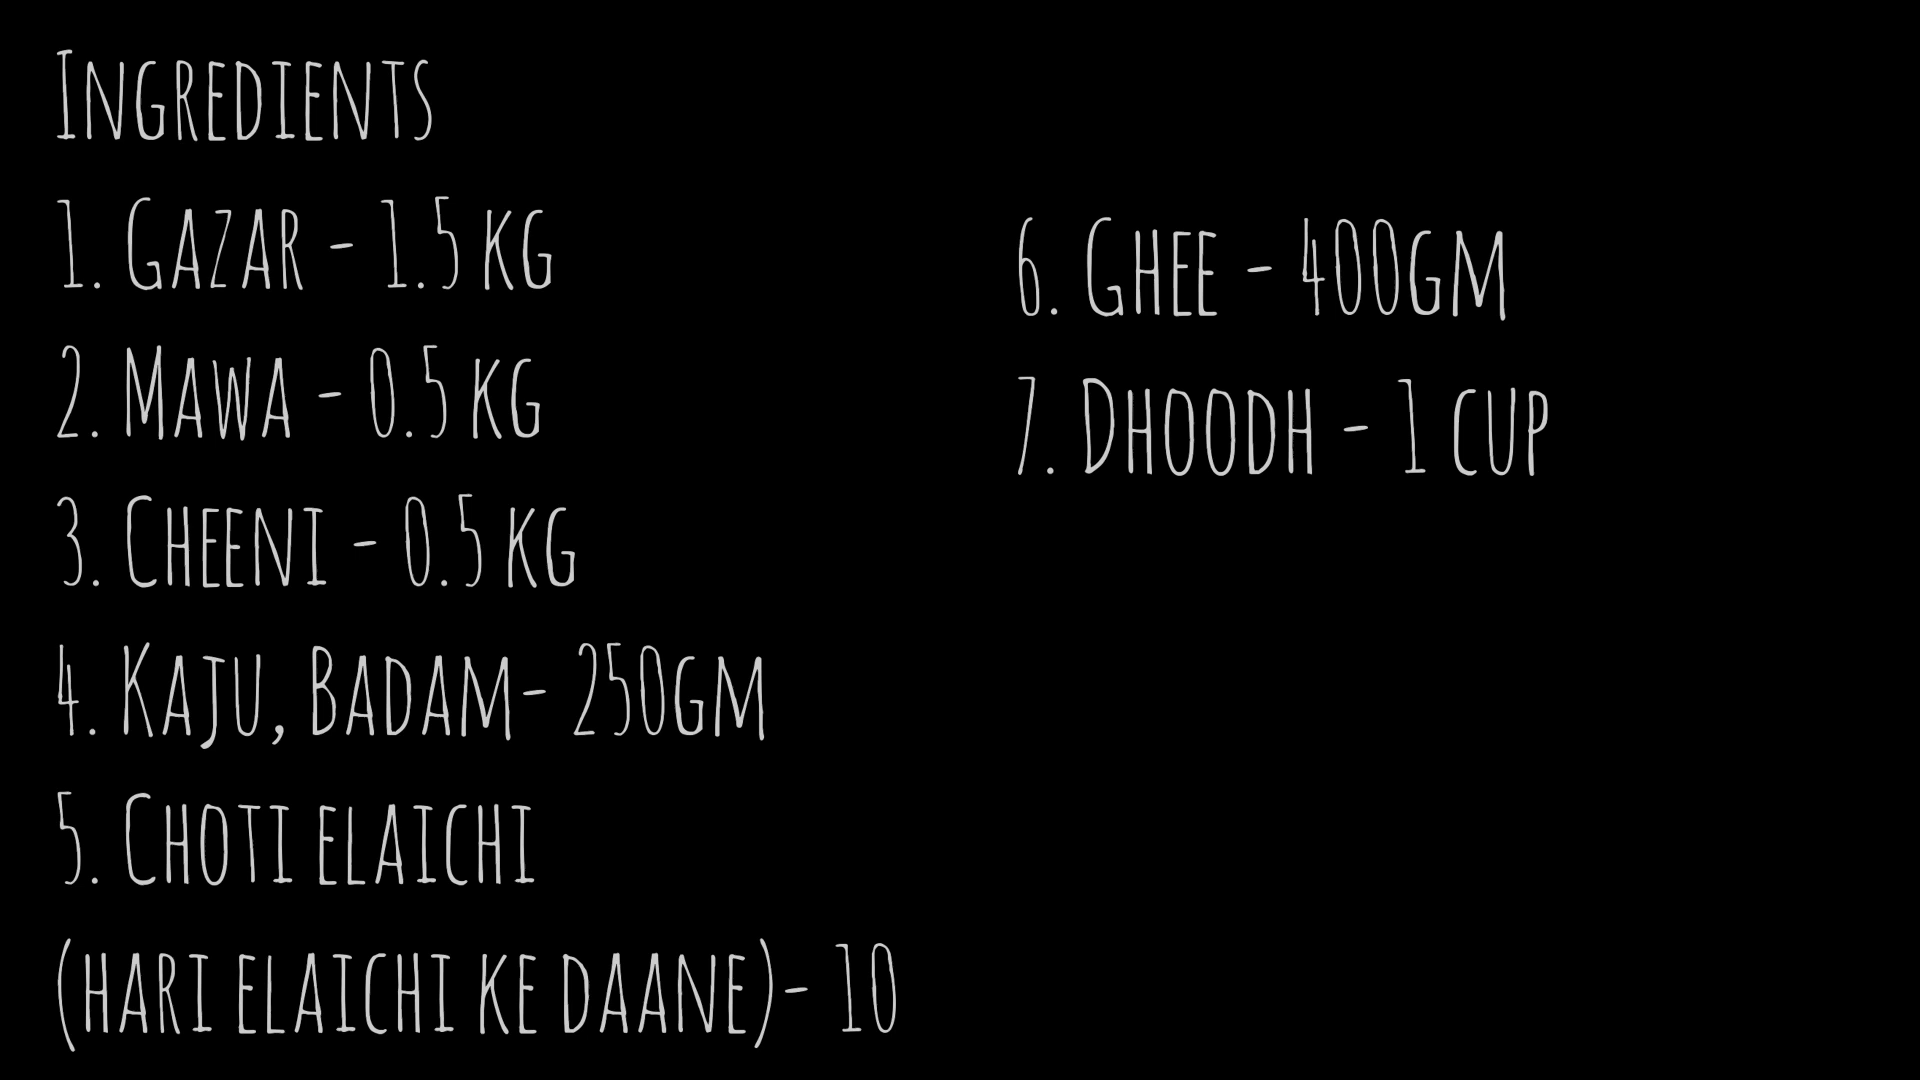 Ingredients
1. Gazar - 1.5 kg
2. Mawa - 0.5 kg
3. Cheeni - 0.5 kg
4. Kaju, Badam- 250gm
5. Choti elaichi
(hari elaichi ke daane)- 10
6. Ghee - 400gm
7. Dhoodh - 1 cup